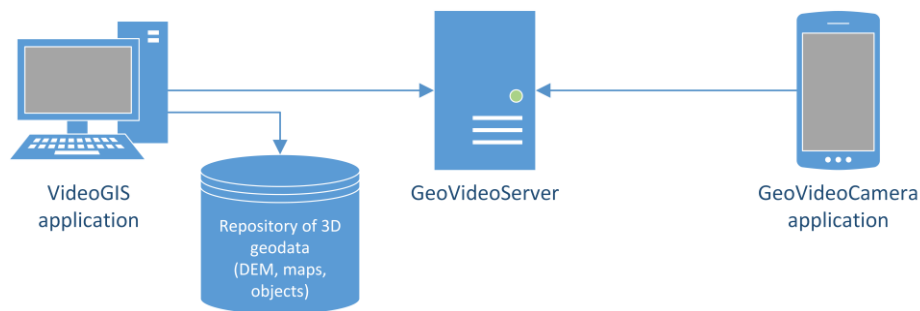 VideoGIS
application
Repository of 3D
geodata
(DEM, maps,
objects)
GeoVideoServer
GeoVideoCamera
application